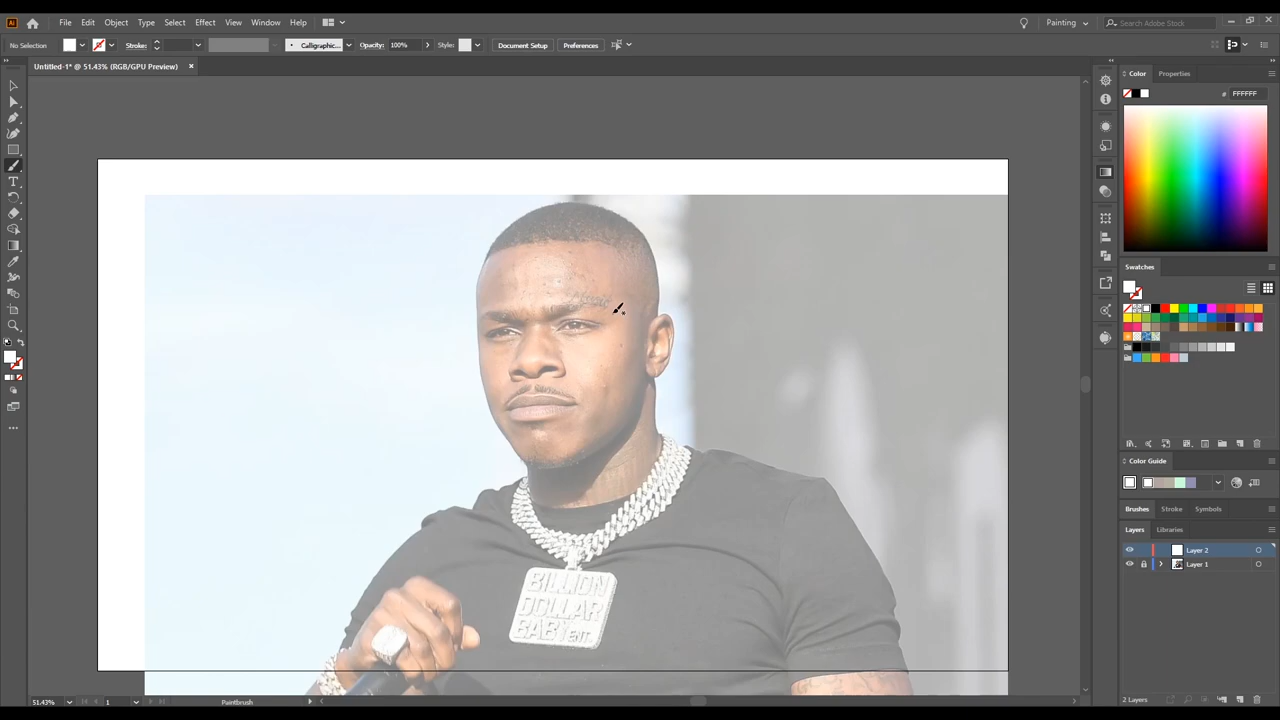 Ai File Edit Object Type Select Effect View Window Help Painting Search Adobe Stock
No Selection Stroke: Calligraphic... Opacity: 100% Style: Document Setup Preferences
Untitled-1* @ 51.43% (RGB/GPU Preview)
Color Properties
# FFFFFF
Swatches
Color Guide
Brushes Stroke Symbols
Layers Libraries
Layer 2
Layer 1
BILLION
DOLLAR
BABY ENT.
51.43% 1 Paintbrush 2 Layers